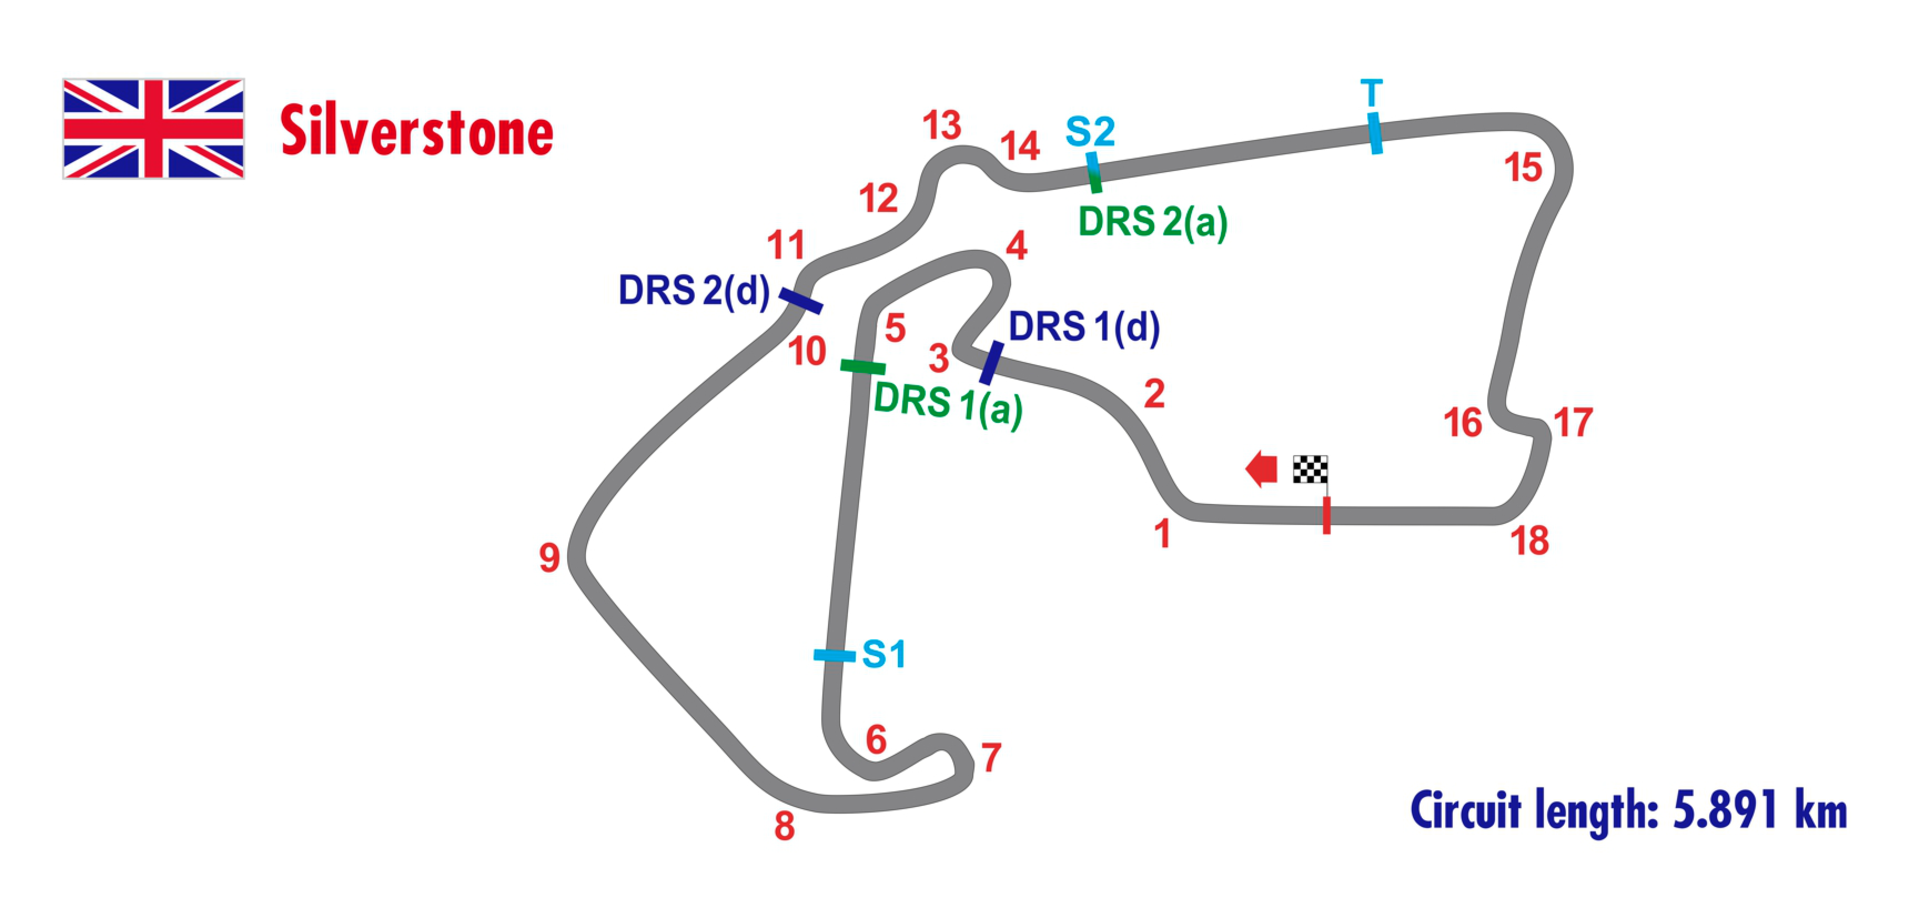 Silverstone
T
13
S2
14
15
12
DRS 2(a)
11
4
DRS 2(d)
5
DRS 1(d)
10
3
2
DRS 1(a)
16
17
1
18
9
S1
6
7
8
Circuit length: 5.891 km